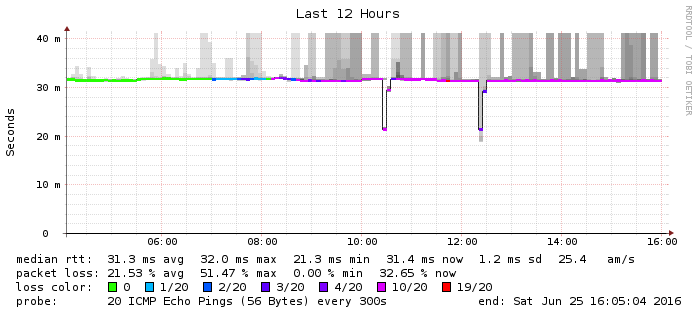 Last 12 Hours
RRDTOOL / TOBI OETIKER
Seconds
40 m
30 m
20 m
10 m
0
06:00 08:00 10:00 12:00 14:00 16:00
median rtt: 31.3 ms avg 32.0 ms max 21.3 ms min 31.4 ms now 1.2 ms sd 25.4 am/s
packet loss: 21.53 % avg 51.47 % max 0.00 % min 32.65 % now
loss color: 0 1/20 2/20 3/20 4/20 10/20 19/20
probe: 20 ICMP Echo Pings (56 Bytes) every 300s end: Sat Jun 25 16:05:04 2016